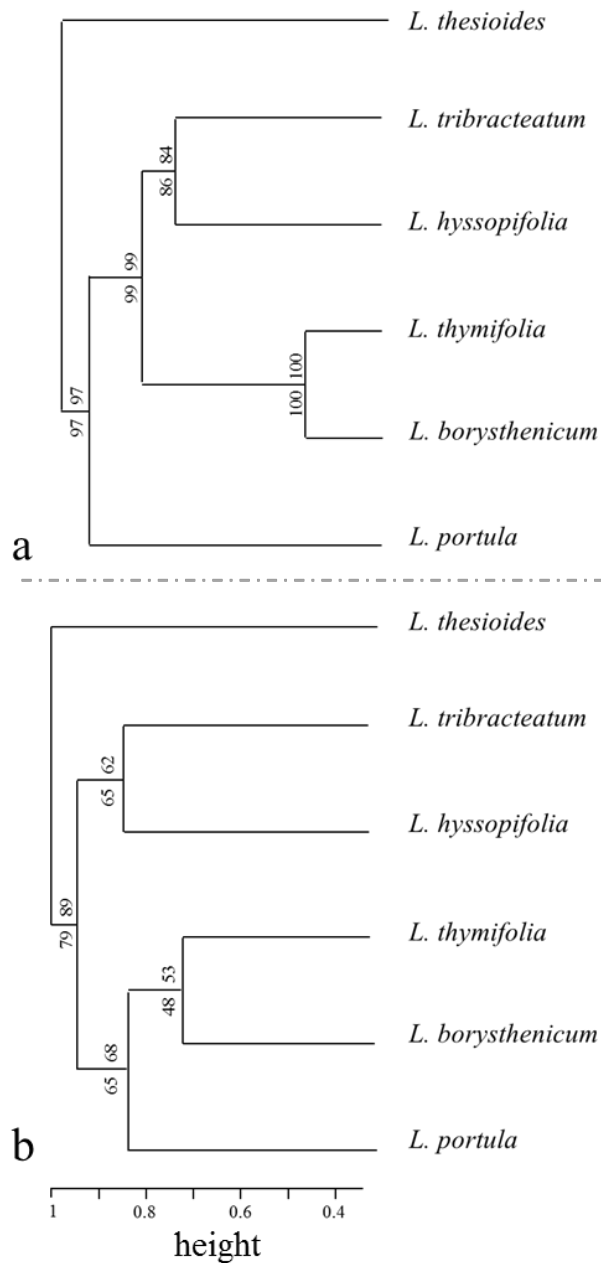 L. thesioides
L. tribracteatum
84
86
L. hyssopifolia
99
99
L. thymifolia
100
100
97
97
L. borysthenicum
a
L. portula
L. thesioides
L. tribracteatum
62
65
L. hyssopifolia
89
79
L. thymifolia
53
48
L. borysthenicum
68
65
b
L. portula
1 0.8 0.6 0.4
height